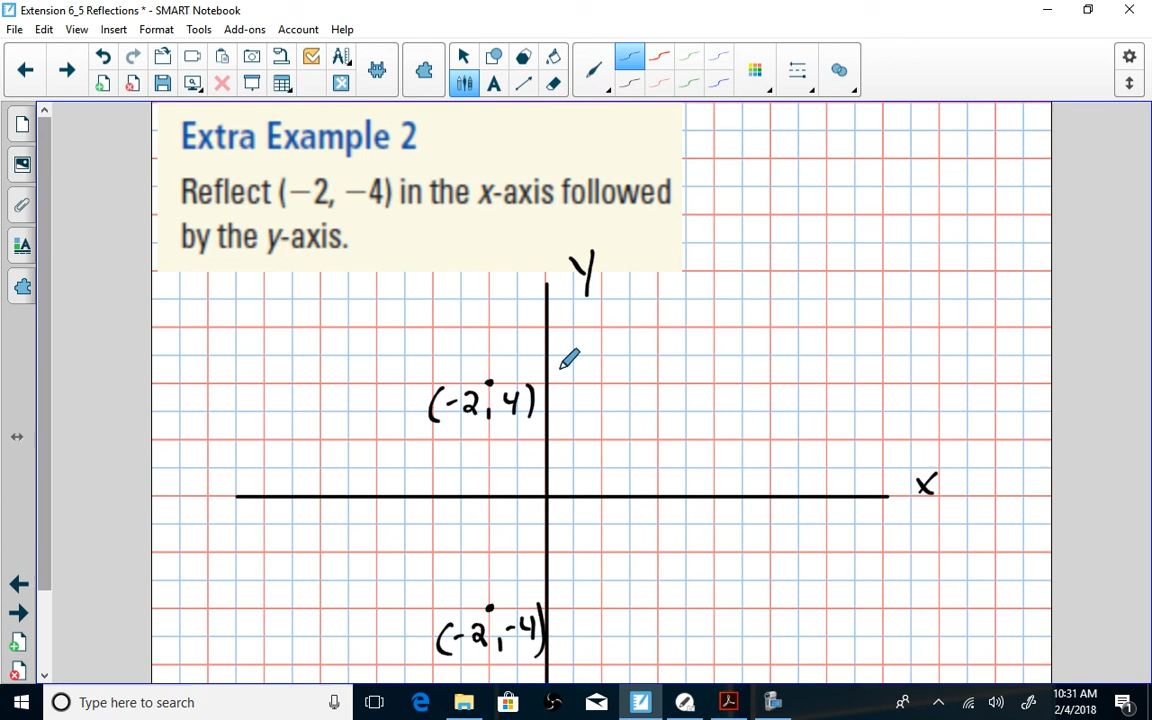 Extension 6_5 Reflections * - SMART Notebook
File Edit View Insert Format Tools Add-ons Account Help
Extra Example 2
Reflect (−2, −4) in the x-axis followed
by the y-axis.
y
(-2, 4)
x
(-2, -4)
Type here to search
10:31 AM
2/4/2018
1